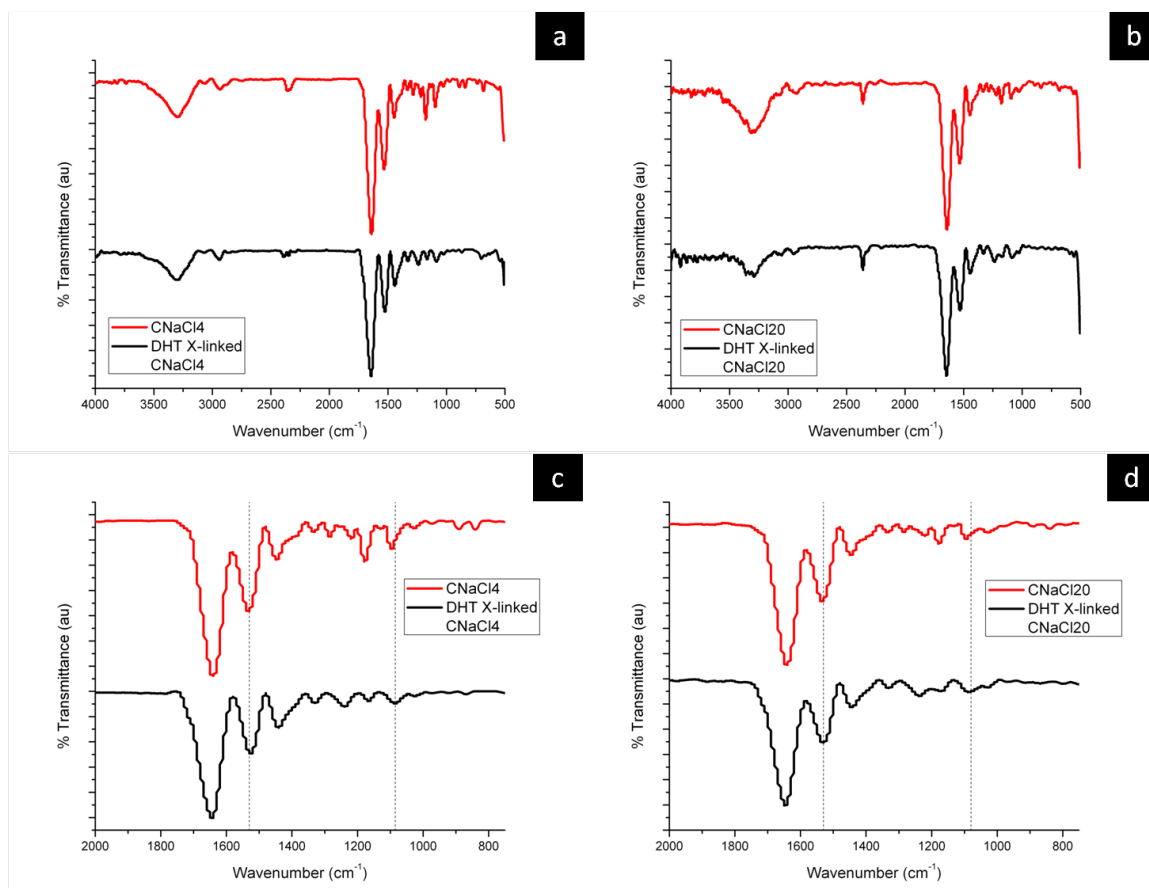 a
% Transmittance (au)
CNaCl4
DHT X-linked
CNaCl4
4000 3500 3000 2500 2000 1500 1000 500
Wavenumber (cm⁻¹)
b
% Transmittance (au)
CNaCl20
DHT X-linked
CNaCl20
4000 3500 3000 2500 2000 1500 1000 500
Wavenumber (cm⁻¹)
c
% Transmittance (au)
CNaCl4
DHT X-linked
CNaCl4
2000 1800 1600 1400 1200 1000 800
Wavenumber (cm⁻¹)
d
% Transmittance (au)
CNaCl20
DHT X-linked
CNaCl20
2000 1800 1600 1400 1200 1000 800
Wavenumber (cm⁻¹)